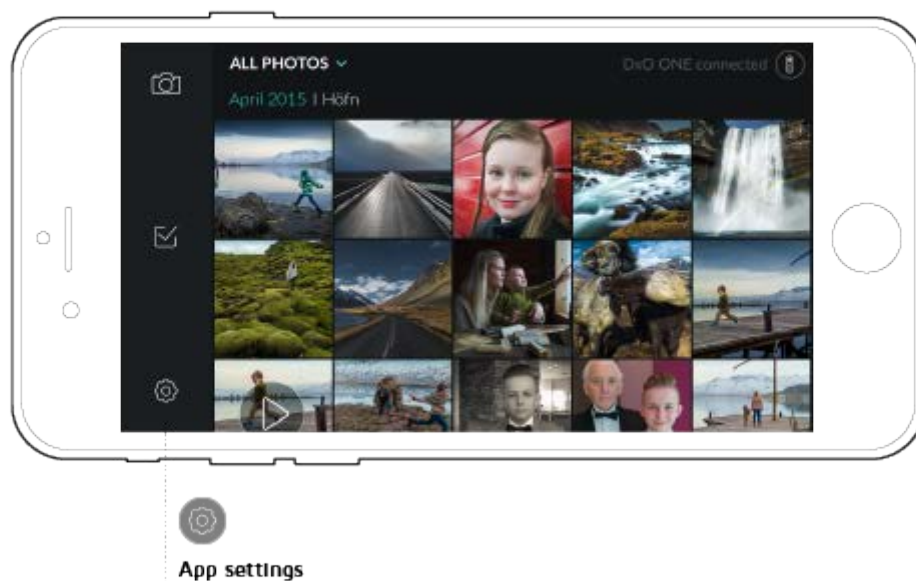 ALL PHOTOS
DxO ONE connected
April 2015 | Höfn
App settings